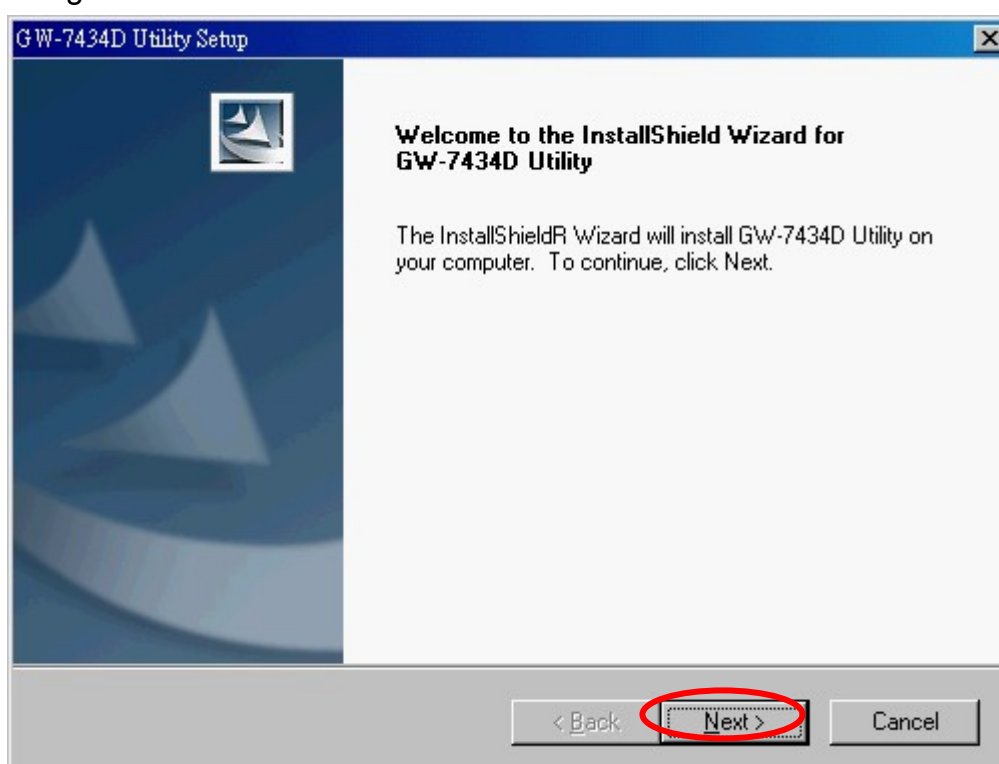 GW-7434D Utility Setup
Welcome to the InstallShield Wizard for
GW-7434D Utility
The InstallShieldR Wizard will install GW-7434D Utility on
your computer. To continue, click Next.
< Back
Next >
Cancel